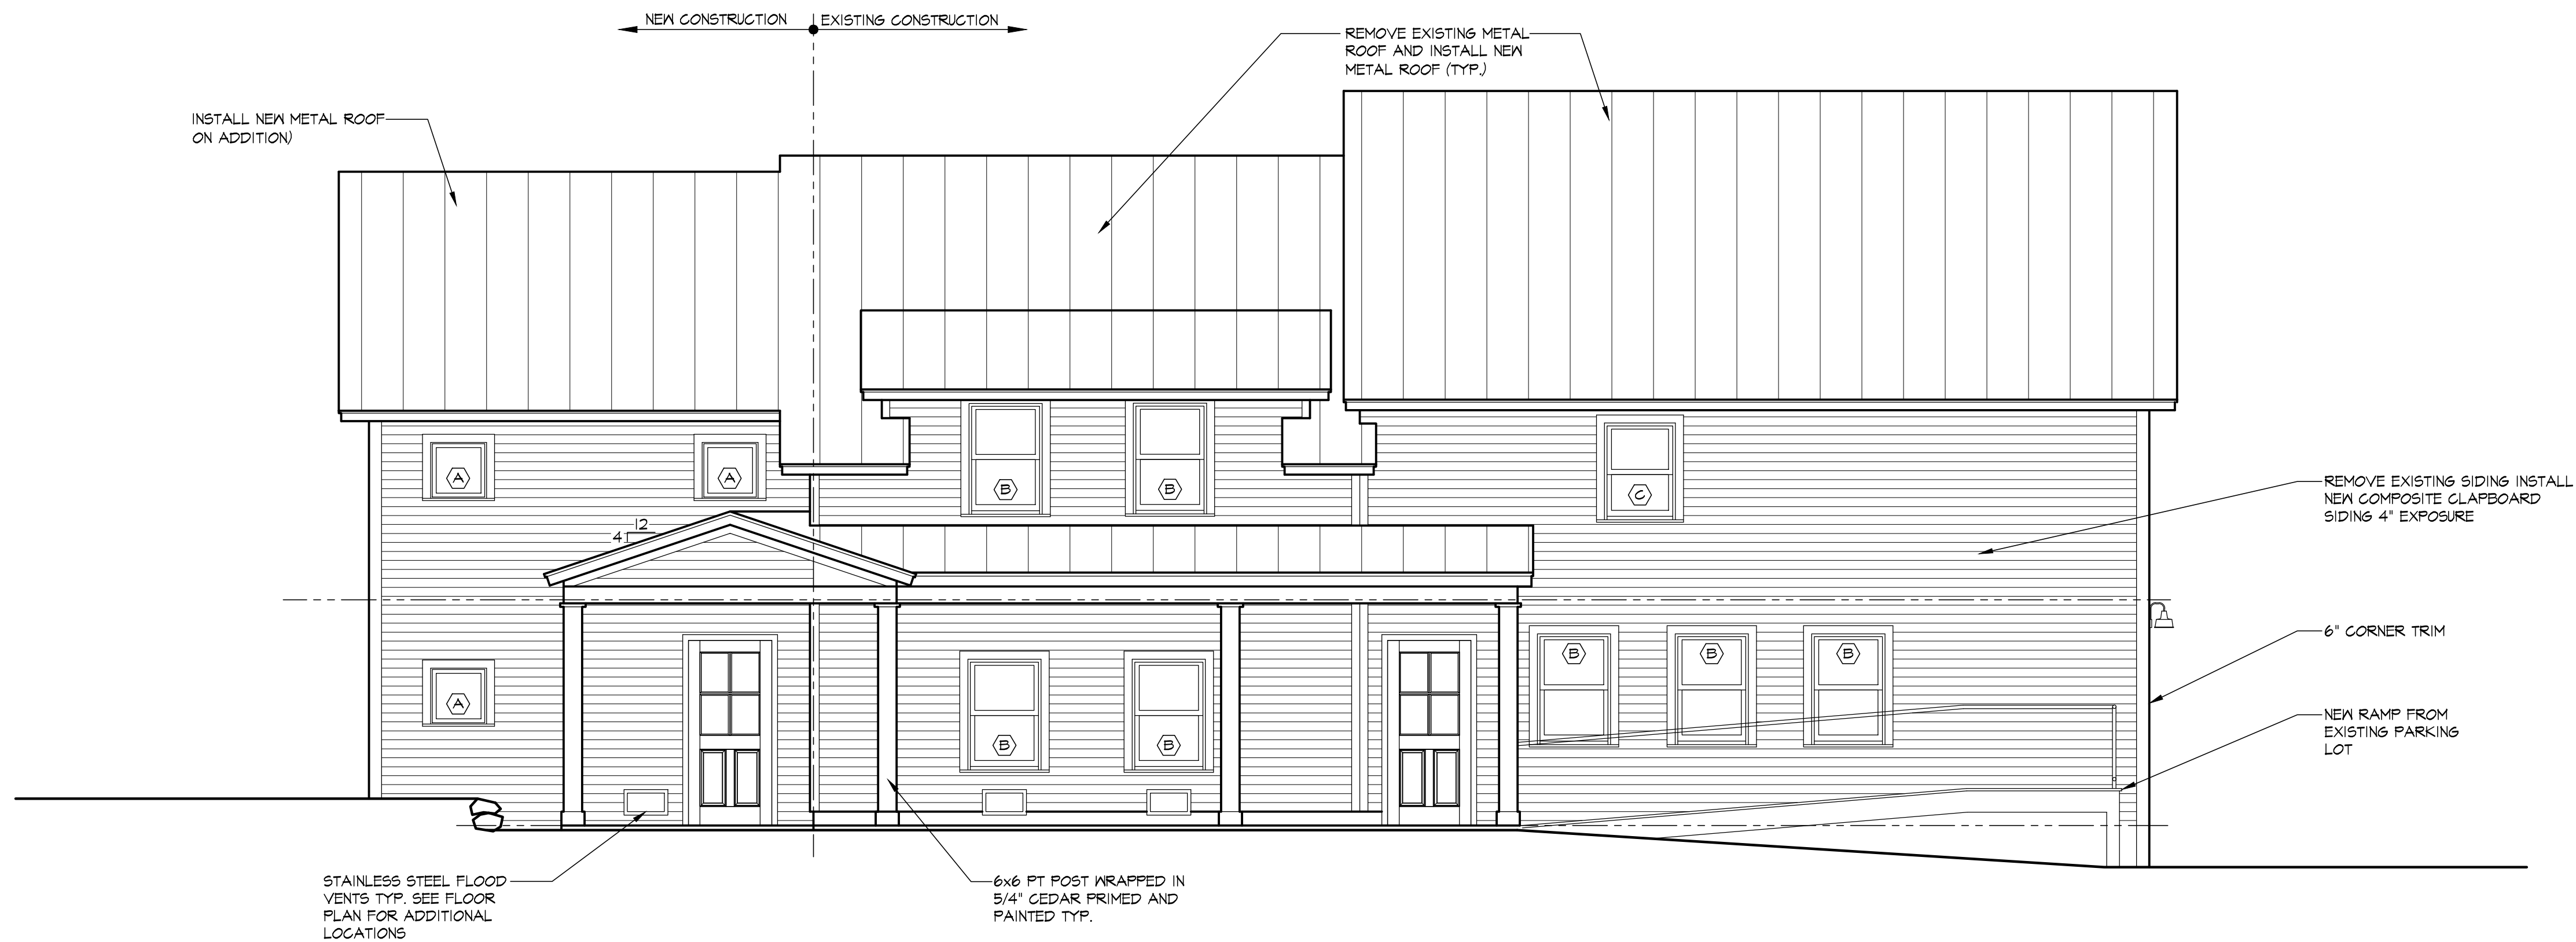 NEW CONSTRUCTION
EXISTING CONSTRUCTION
REMOVE EXISTING METAL
ROOF AND INSTALL NEW
METAL ROOF (TYP.)
INSTALL NEW METAL ROOF
ON ADDITION)
A
A
B
B
C
REMOVE EXISTING SIDING INSTALL
NEW COMPOSITE CLAPBOARD
SIDING 4" EXPOSURE
12
4
6" CORNER TRIM
B
B
B
A
B
B
NEW RAMP FROM
EXISTING PARKING
LOT
STAINLESS STEEL FLOOD
VENTS TYP. SEE FLOOR
PLAN FOR ADDITIONAL
LOCATIONS
6x6 PT POST WRAPPED IN
5/4" CEDAR PRIMED AND
PAINTED TYP.